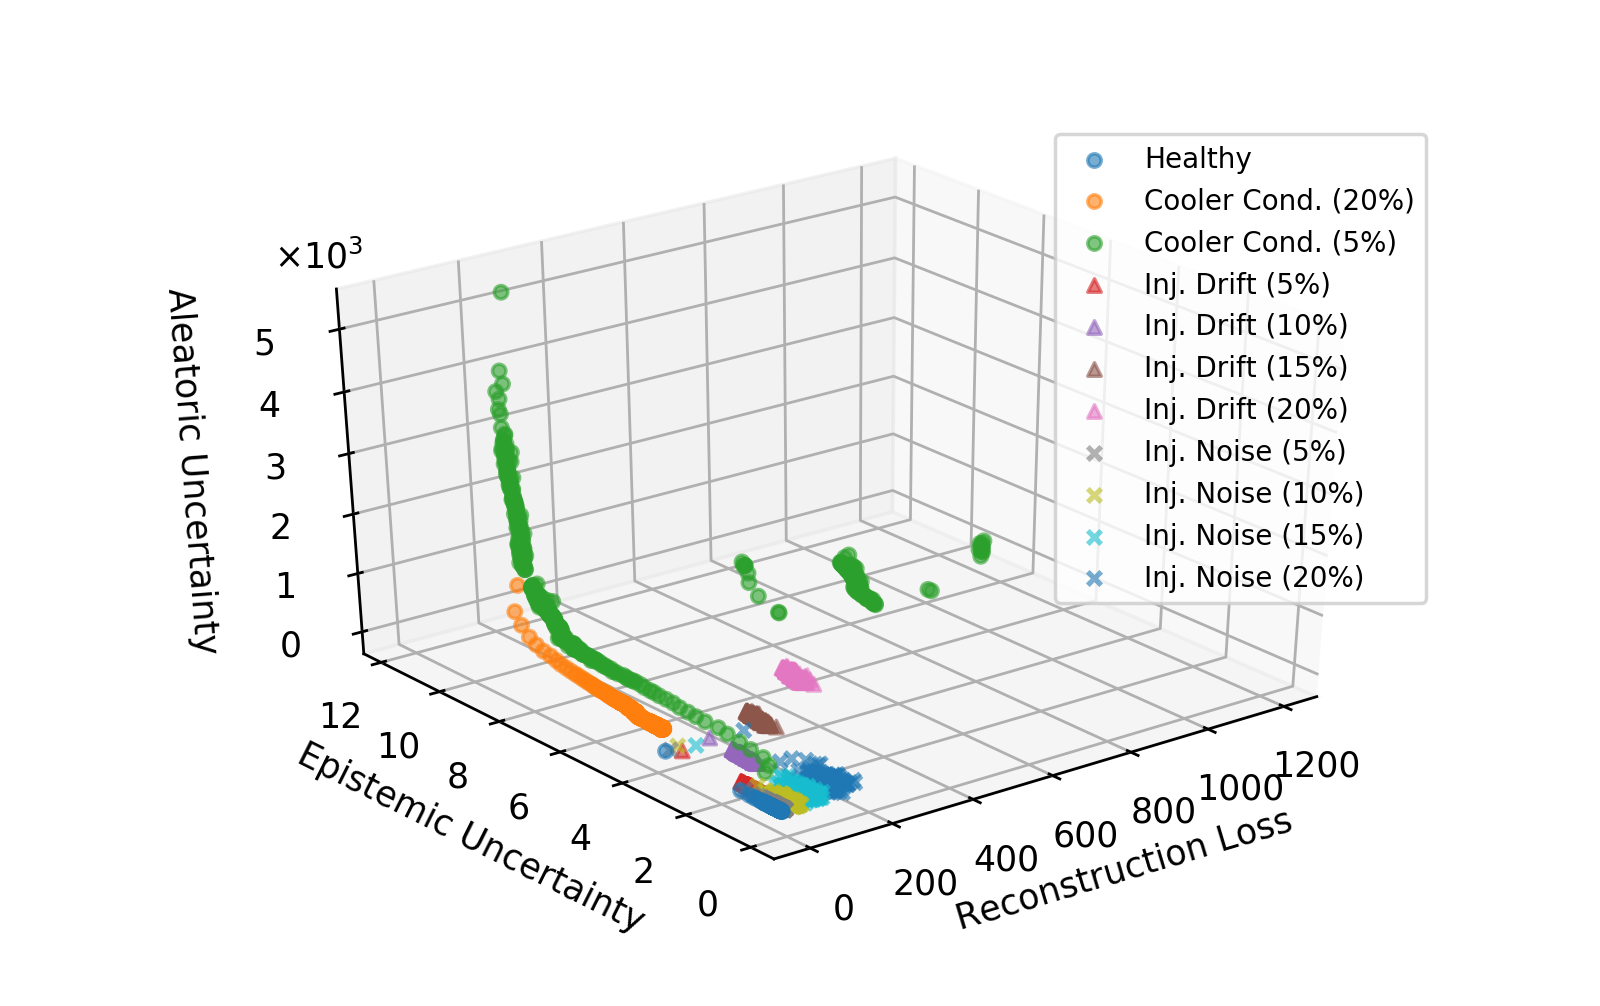 ×10³
Aleatoric Uncertainty
5
4
3
2
1
0
Epistemic Uncertainty
12
10
8
6
4
2
0
Reconstruction Loss
0
200
400
600
800
1000
1200
Healthy
Cooler Cond. (20%)
Cooler Cond. (5%)
Inj. Drift (5%)
Inj. Drift (10%)
Inj. Drift (15%)
Inj. Drift (20%)
Inj. Noise (5%)
Inj. Noise (10%)
Inj. Noise (15%)
Inj. Noise (20%)